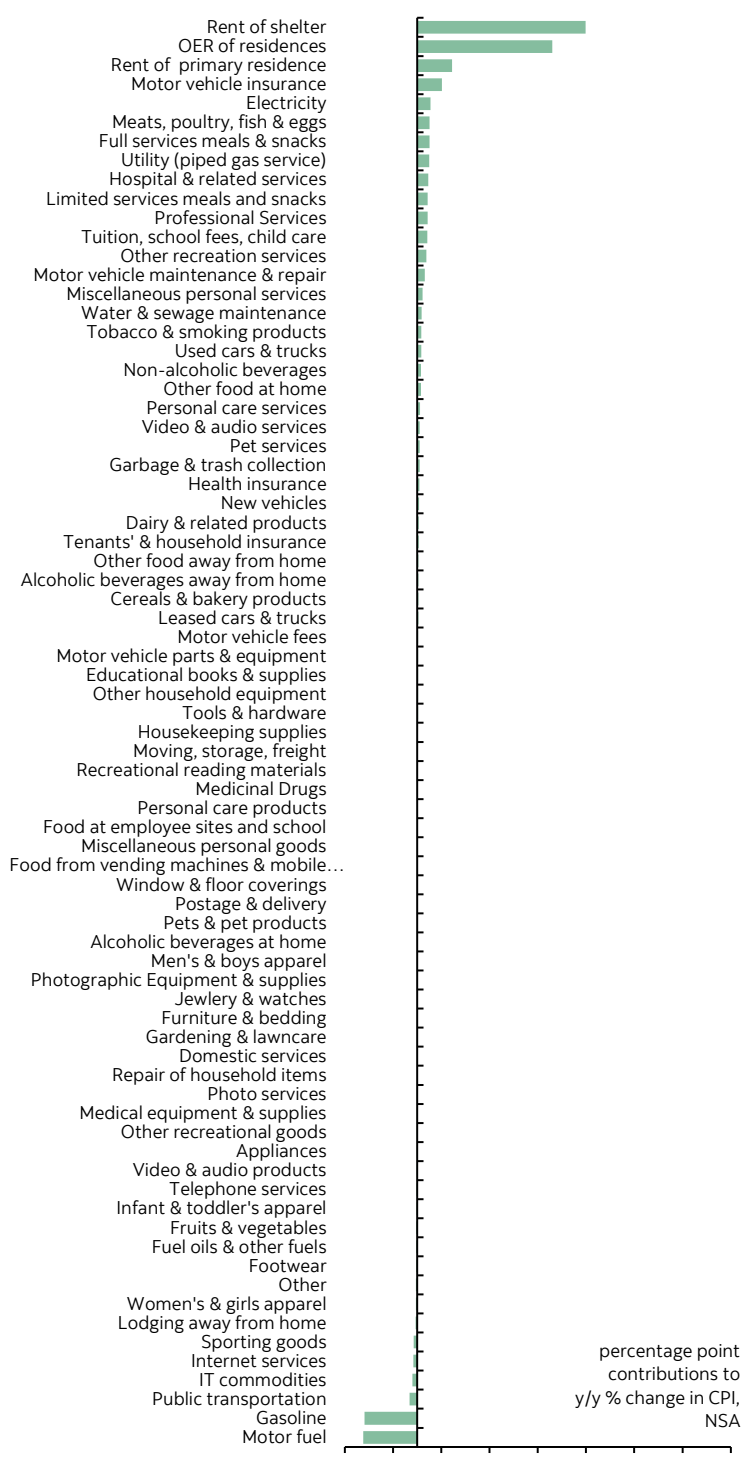 Rent of shelter
OER of residences
Rent of  primary residence
Motor vehicle insurance
Electricity
Meats, poultry, fish & eggs
Full services meals & snacks
Utility (piped gas service)
Hospital & related services
Limited services meals and snacks
Professional Services
Tuition, school fees, child care
Other recreation services
Motor vehicle maintenance & repair
Miscellaneous personal services
Water & sewage maintenance
Tobacco & smoking products
Used cars & trucks
Non-alcoholic beverages
Other food at home
Personal care services
Video & audio services
Pet services
Garbage & trash collection
Health insurance
New vehicles
Dairy & related products
Tenants' & household insurance
Other food away from home
Alcoholic beverages away from home
Cereals & bakery products
Leased cars & trucks
Motor vehicle fees
Motor vehicle parts & equipment
Educational books & supplies
Other household equipment
Tools & hardware
Housekeeping supplies
Moving, storage, freight
Recreational reading materials
Medicinal Drugs
Personal care products
Food at employee sites and school
Miscellaneous personal goods
Food from vending machines & mobile…
Window & floor coverings
Postage & delivery
Pets & pet products
Alcoholic beverages at home
Men's & boys apparel
Photographic Equipment & supplies
Jewlery & watches
Furniture & bedding
Gardening & lawncare
Domestic services
Repair of household items
Photo services
Medical equipment & supplies
Other recreational goods
Appliances
Video & audio products
Telephone services
Infant & toddler's apparel
Fruits & vegetables
Fuel oils & other fuels
Footwear
Other
Women's & girls apparel
Lodging away from home
Sporting goods
Internet services
IT commodities
Public transportation
Gasoline
Motor fuel
percentage point
contributions to
y/y % change in CPI,
NSA